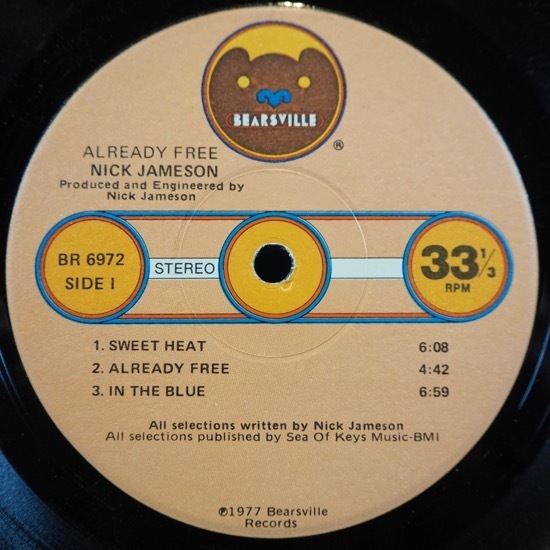 BEARSVILLE
®
ALREADY FREE
NICK JAMESON
Produced and Engineered by
Nick Jameson
BR 6972
SIDE I
STEREO
33 1/3
RPM
1. SWEET HEAT 6:08
2. ALREADY FREE 4:42
3. IN THE BLUE 6:59
All selections written by Nick Jameson
All selections published by Sea Of Keys Music-BMI
℗1977 Bearsville
Records